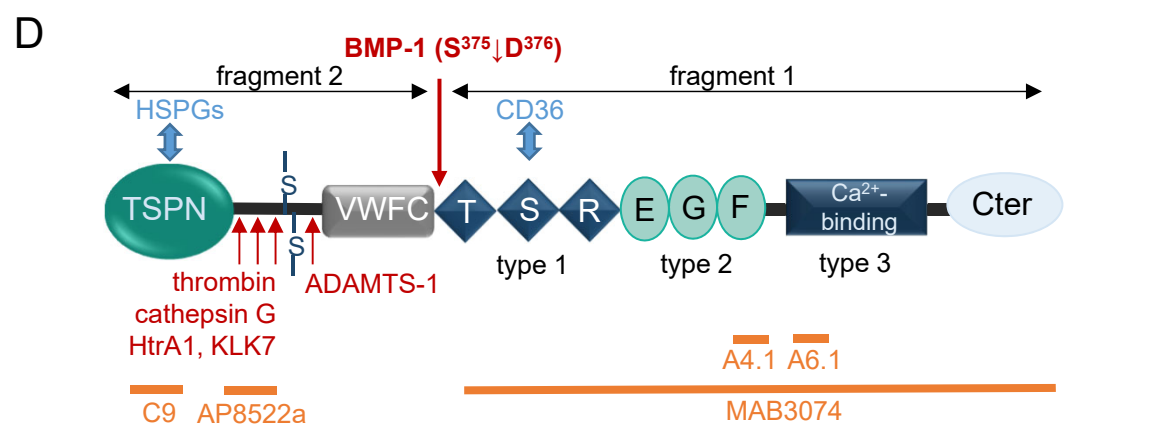 D
BMP-1 (S³⁷⁵↓D³⁷⁶)
fragment 2
fragment 1
HSPGs
CD36
S
TSPN
VWFC
T
S
R
E
G
F
Ca²⁺-
binding
Cter
S
type 1
type 2
type 3
thrombin
cathepsin G
HtrA1, KLK7
ADAMTS-1
A4.1
A6.1
C9
AP8522a
MAB3074